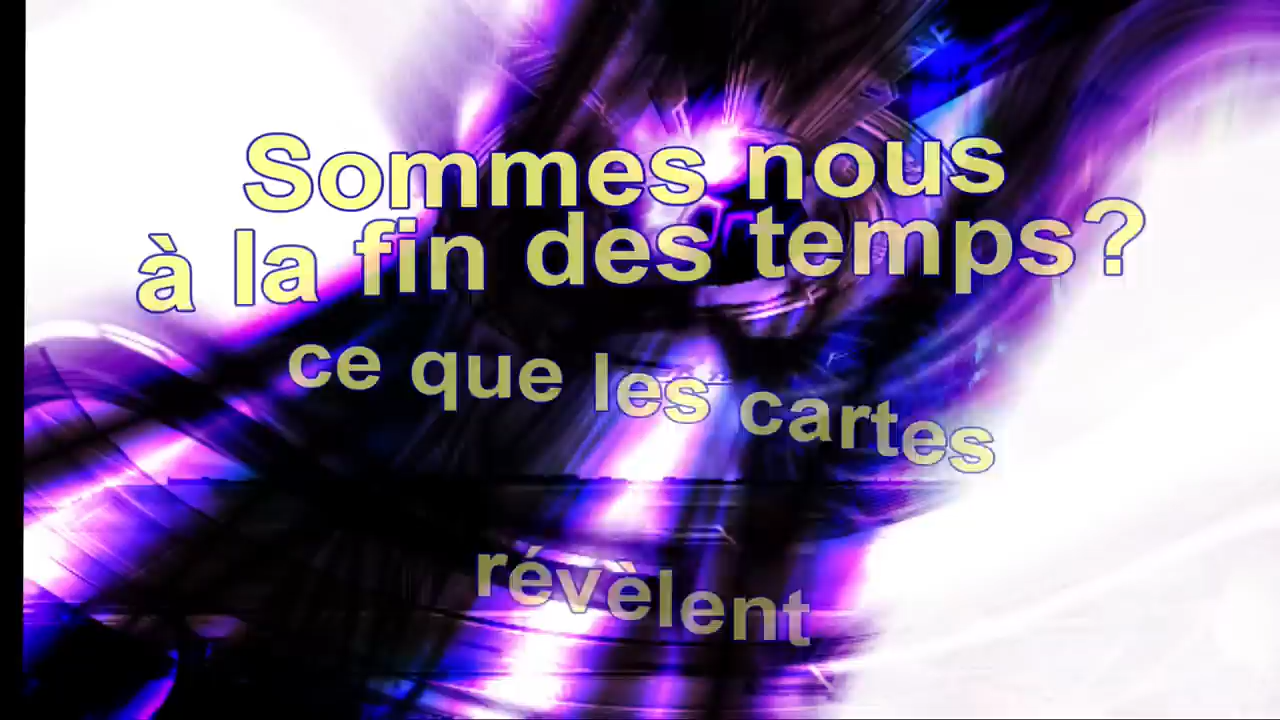 Sommes nous
à la fin des temps?
ce que les cartes
révèlent